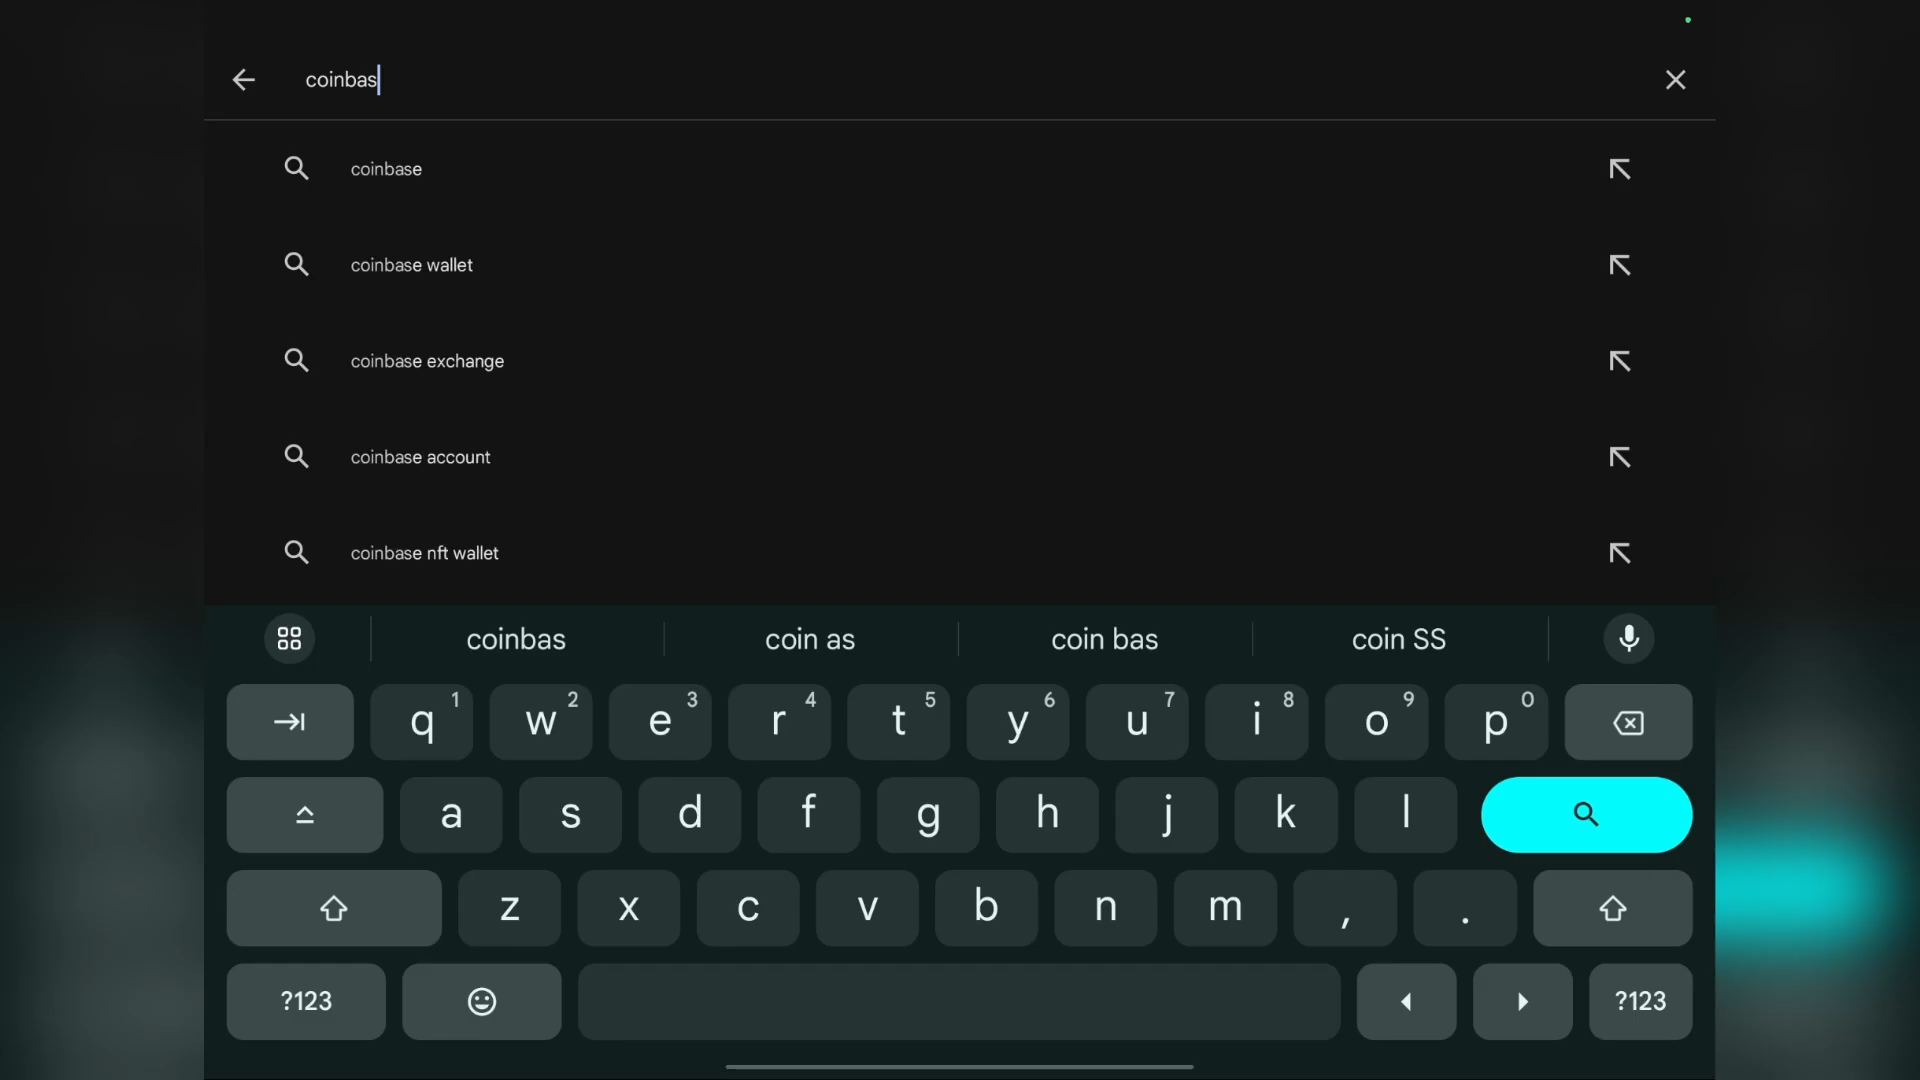 coinbas
coinbase
coinbase wallet
coinbase exchange
coinbase account
coinbase nft wallet
coinbas coin as coin bas coin SS
q 1 w 2 e 3 r 4 t 5 y 6 u 7 i 8 o 9 p 0
a s d f g h j k l
z x c v b n m , .
?123 ?123